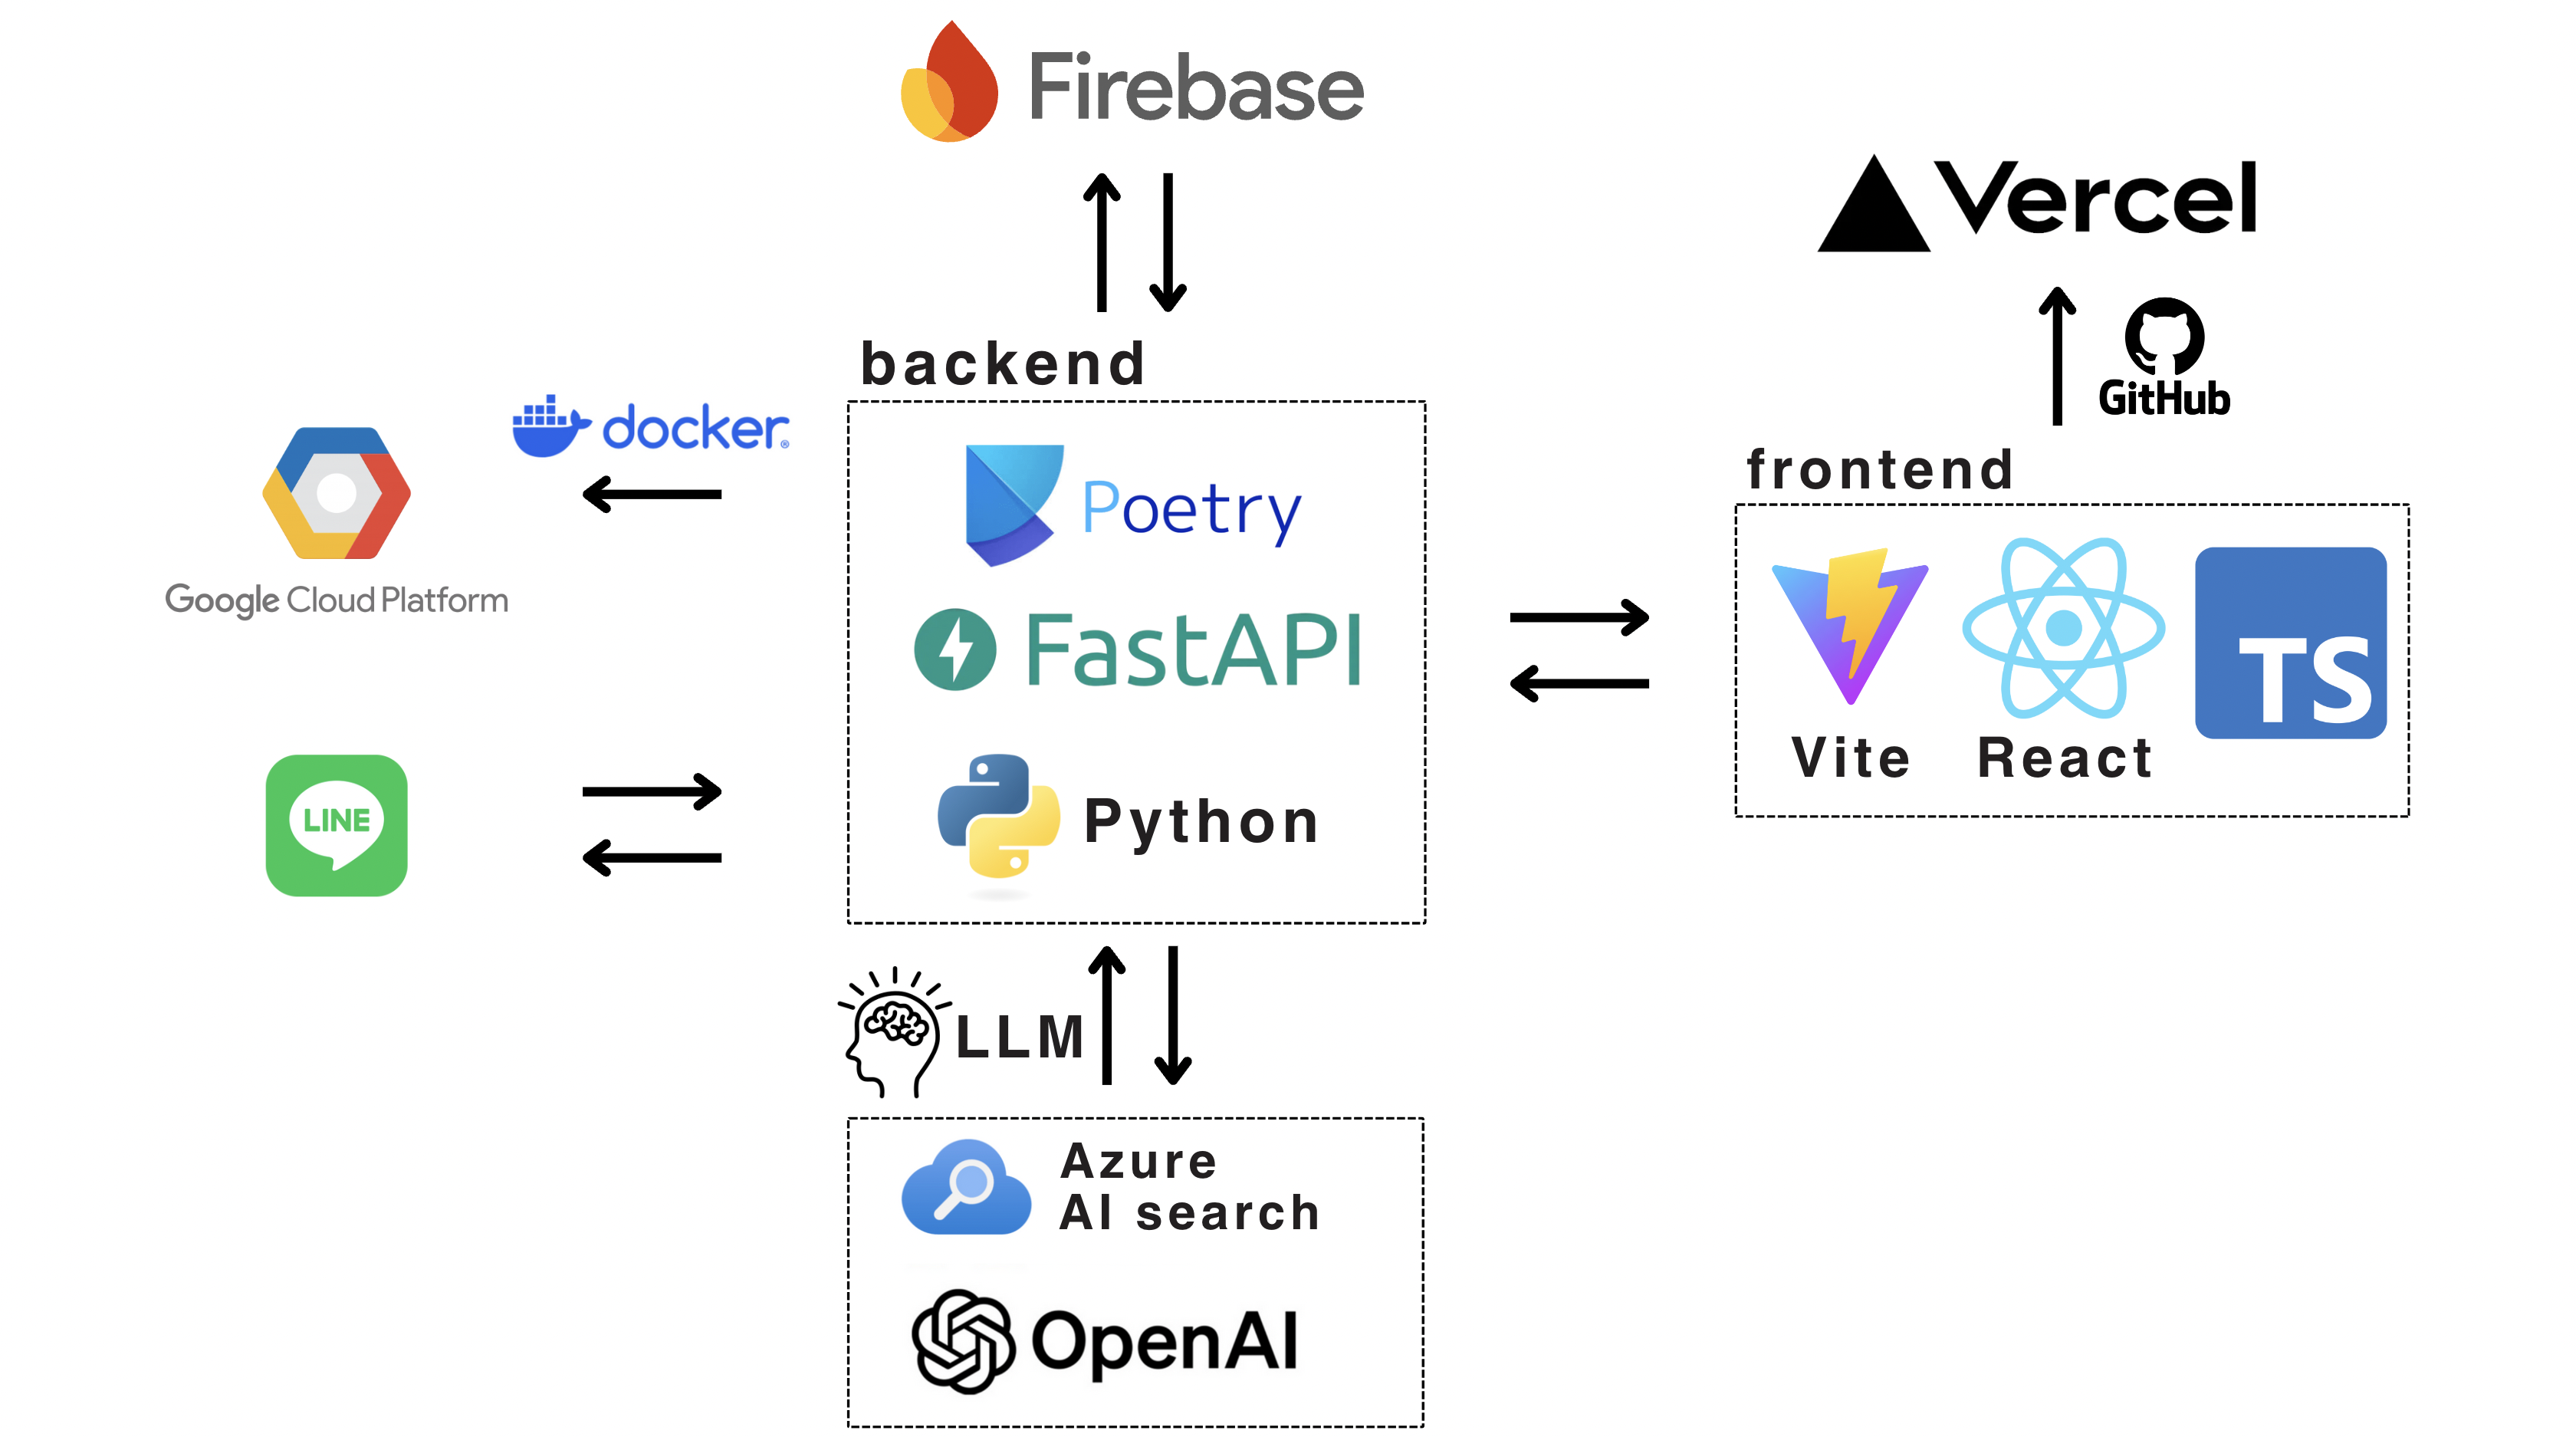 Firebase
Vercel
GitHub
backend
docker
Google Cloud Platform
Poetry
FastAPI
Python
frontend
Vite
React
TS
LINE
LLM
Azure
AI search
OpenAI